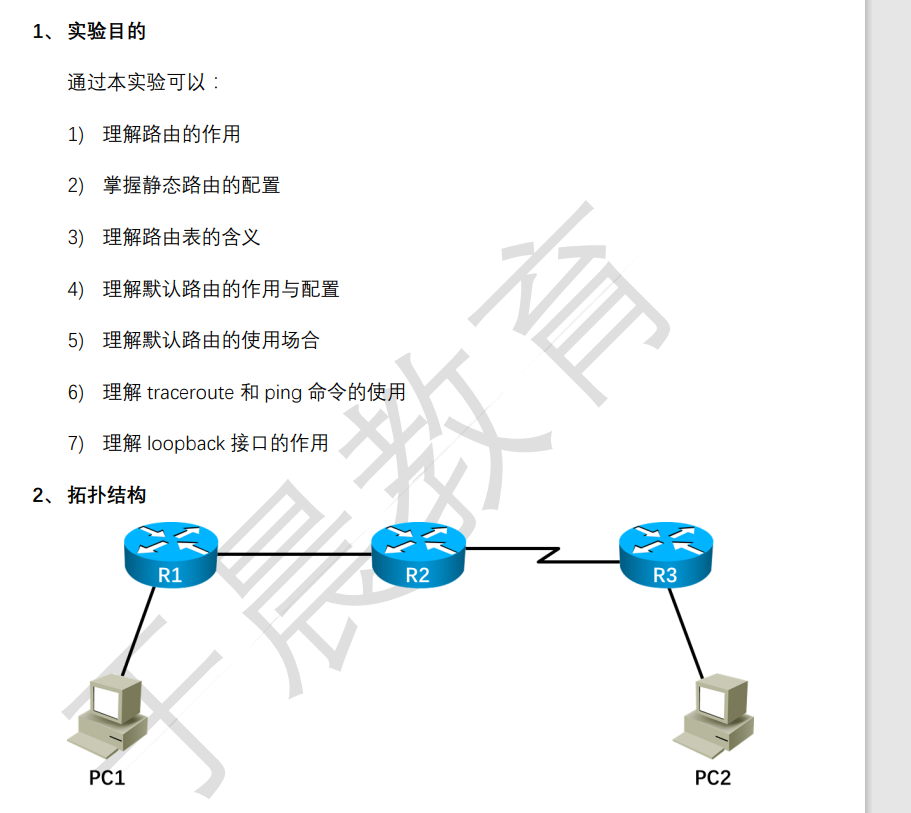 1、 实验目的
通过本实验可以：
1) 理解路由的作用
2) 掌握静态路由的配置
3) 理解路由表的含义
4) 理解默认路由的作用与配置
5) 理解默认路由的使用场合
6) 理解 traceroute 和 ping 命令的使用
7) 理解 loopback 接口的作用
2、 拓扑结构
R1 R2 R3
PC1 PC2
于晨教育